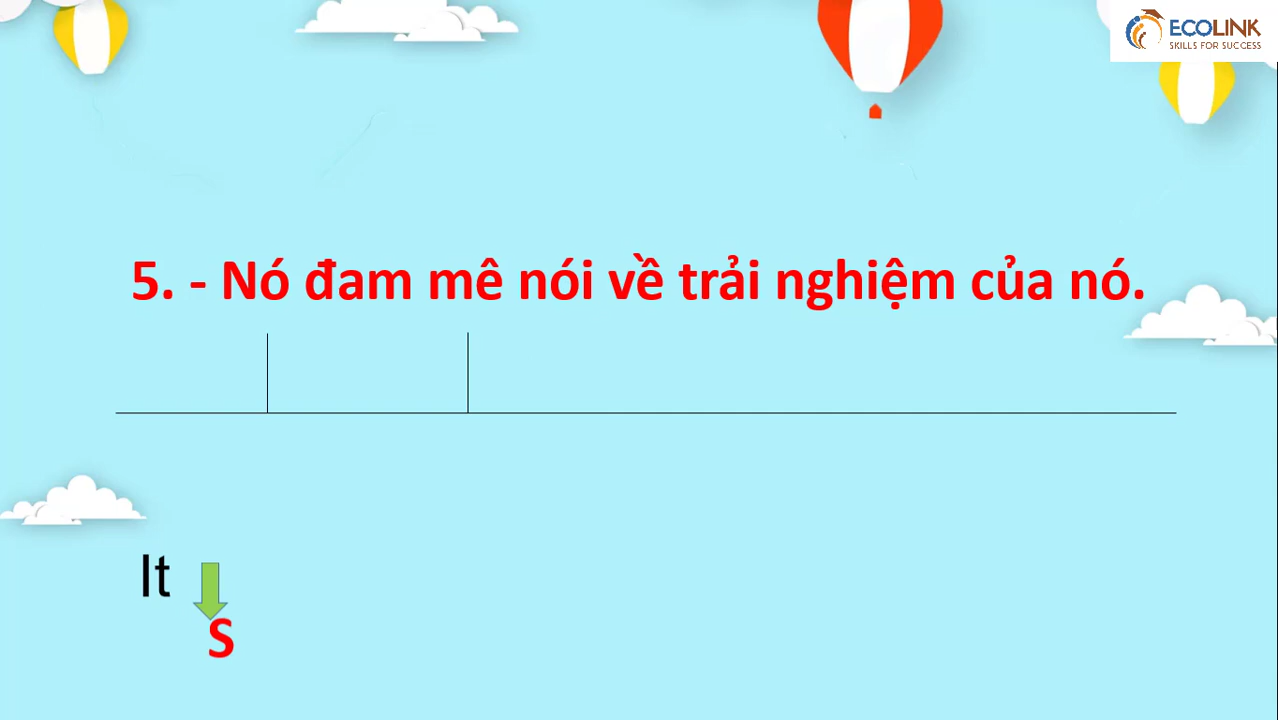 ECOLINK
SKILLS FOR SUCCESS
5. - Nó đam mê nói về trải nghiệm của nó.
It
S